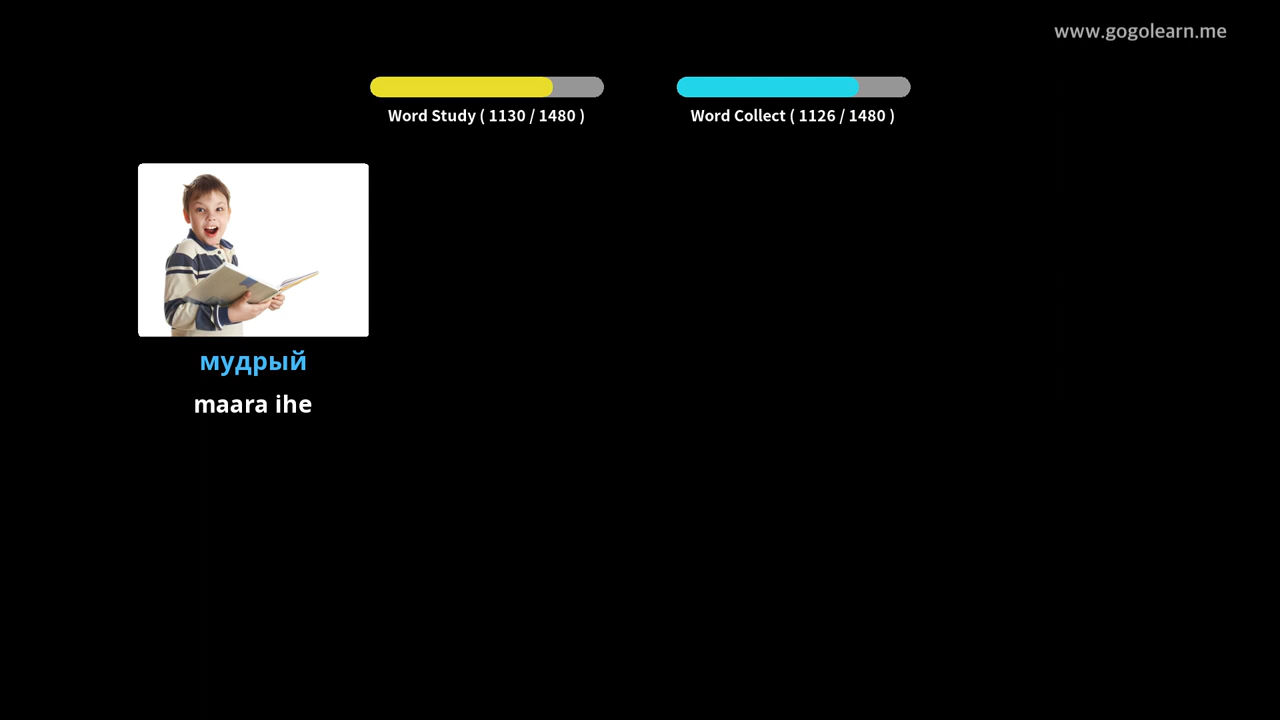 www.gogolearn.me
Word Study ( 1130 / 1480 )
Word Collect ( 1126 / 1480 )
мудрый
maara ihe